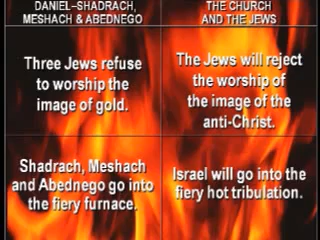 DANIEL–SHADRACH,
MESHACH & ABEDNEGO
THE CHURCH
AND THE JEWS
Three Jews refuse
to worship the
image of gold.
The Jews will reject
the worship of
the image of the
anti-Christ.
Shadrach, Meshach
and Abednego go into
the fiery furnace.
Israel will go into the
fiery hot tribulation.